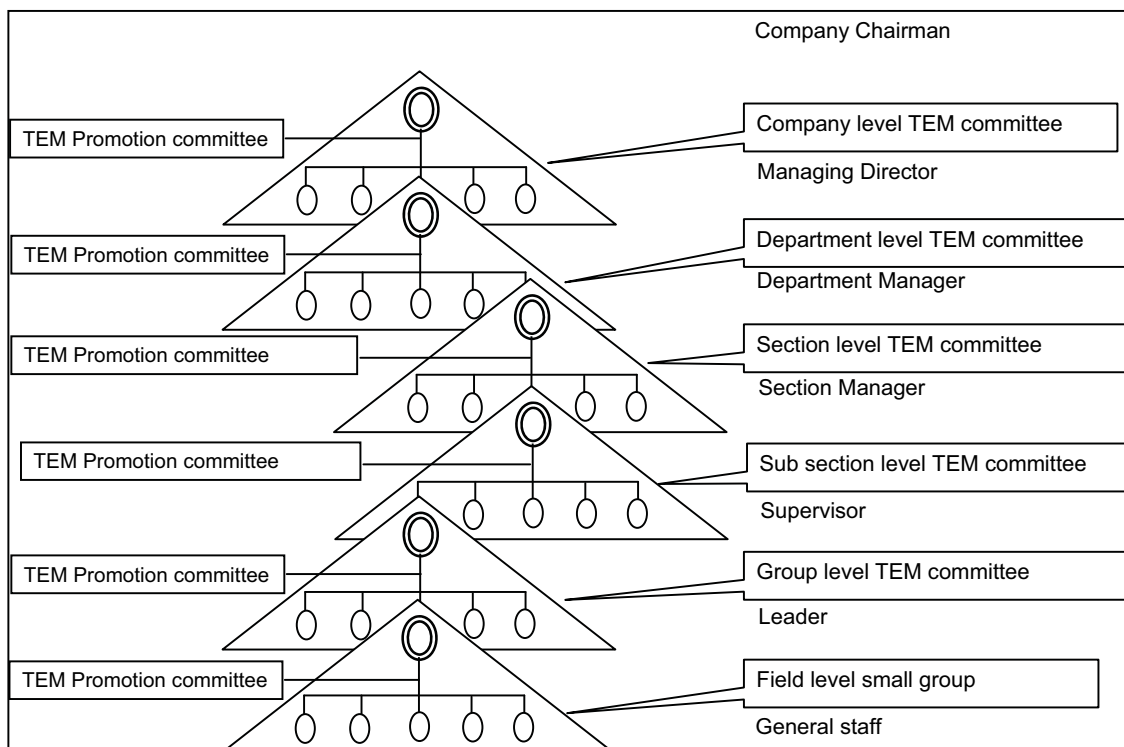 Company Chairman
TEM Promotion committee
Company level TEM committee
Managing Director
TEM Promotion committee
Department level TEM committee
Department Manager
TEM Promotion committee
Section level TEM committee
Section Manager
TEM Promotion committee
Sub section level TEM committee
Supervisor
TEM Promotion committee
Group level TEM committee
Leader
TEM Promotion committee
Field level small group
General staff